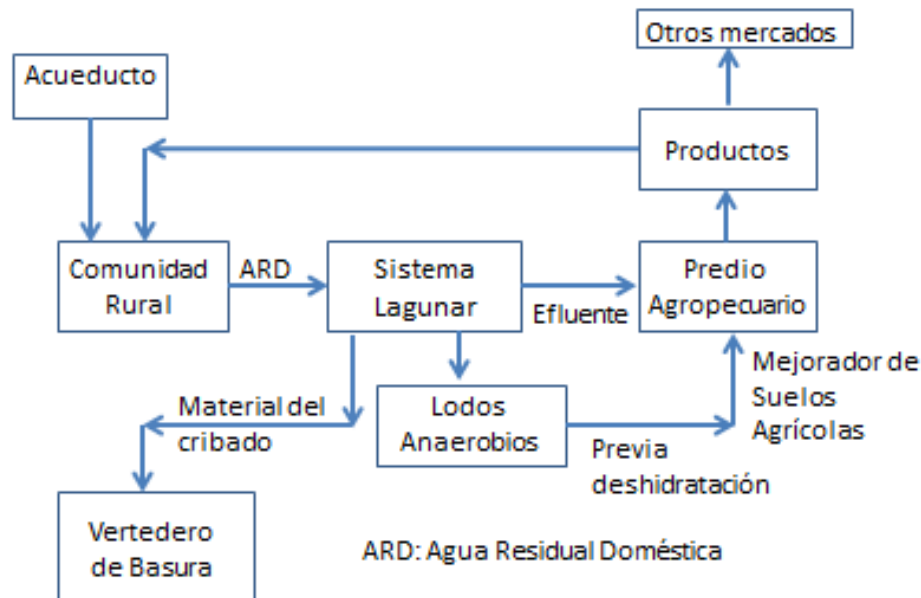 Otros mercados
Acueducto
Productos
Comunidad
Rural
ARD
Sistema
Lagunar
Efluente
Predio
Agropecuario
Material del
cribado
Lodos
Anaerobios
Previa
deshidratación
Mejorador de
Suelos
Agrícolas
Vertedero
de Basura
ARD: Agua Residual Doméstica